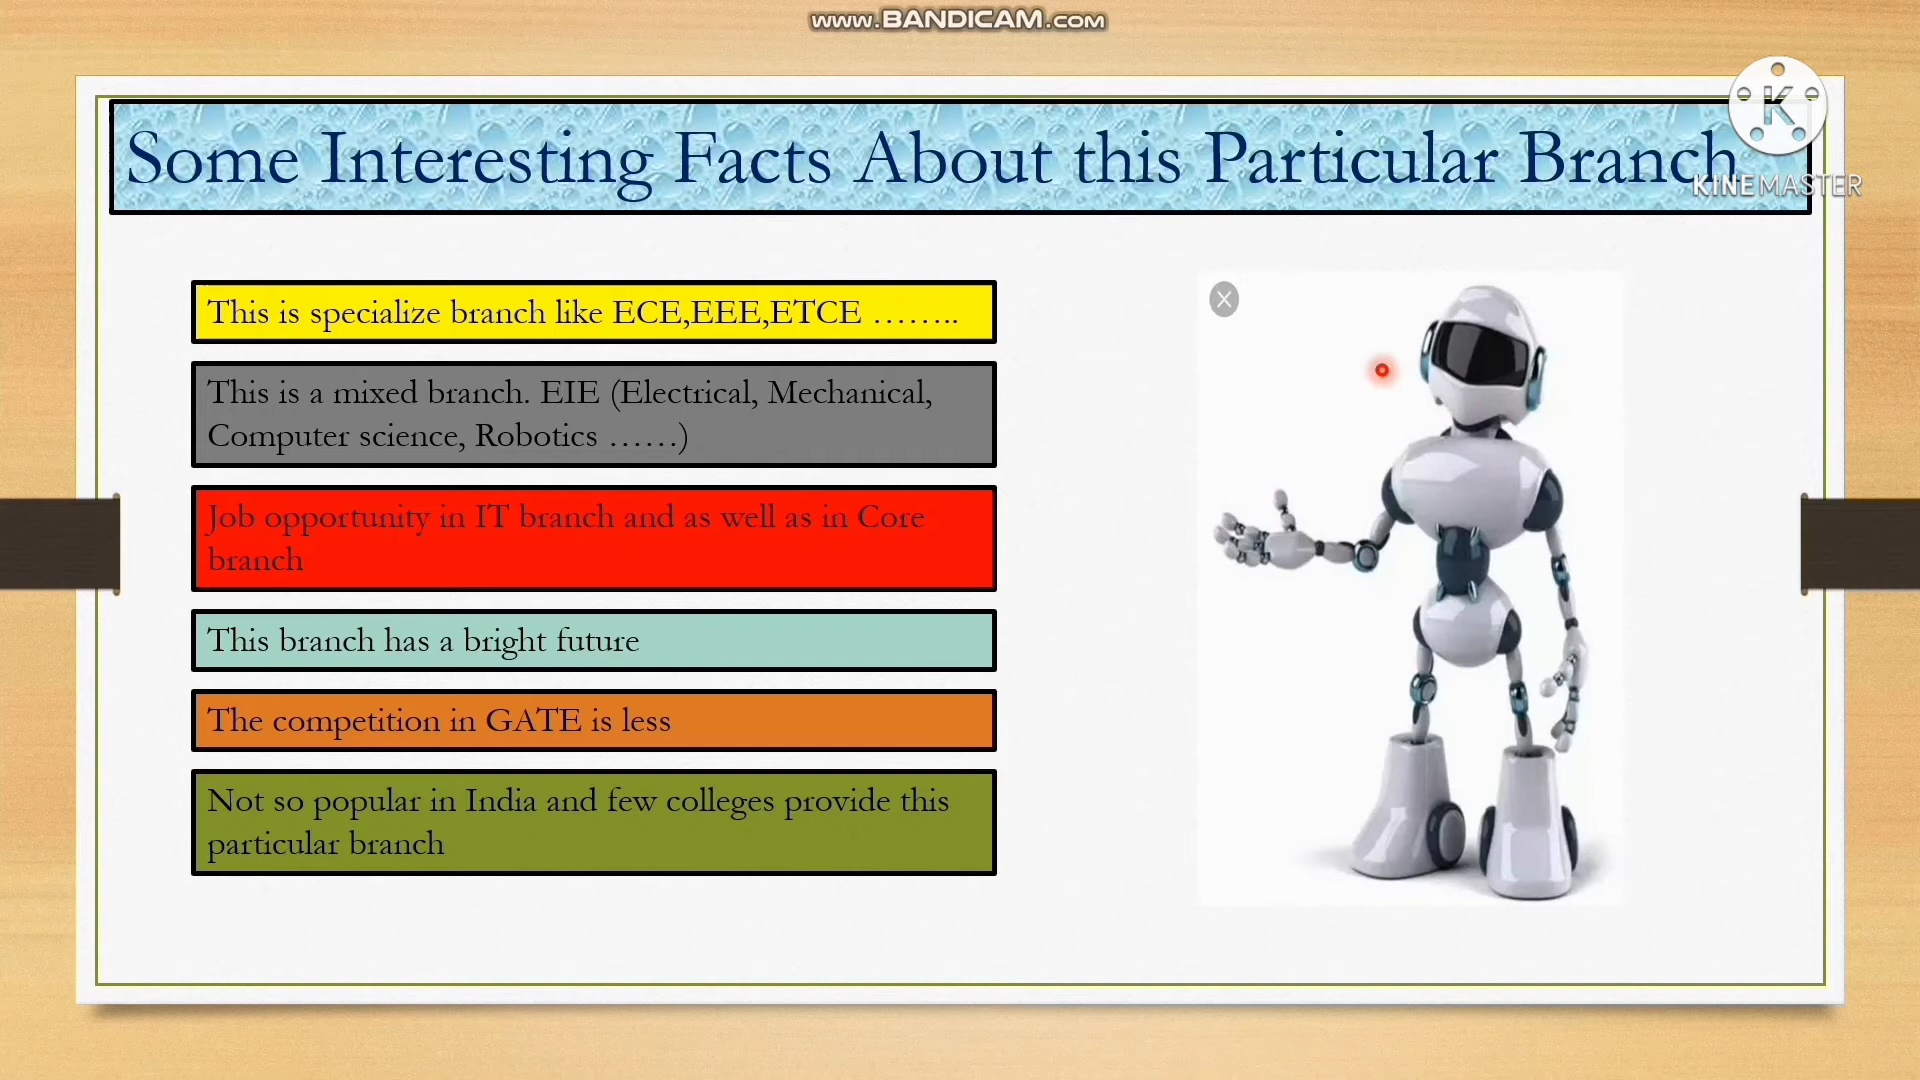 www.BANDICAM.com
Some Interesting Facts About this Particular Branch
K
KINEMASTER
This is specialize branch like ECE,EEE,ETCE ……..
This is a mixed branch. EIE (Electrical, Mechanical,
Computer science, Robotics ……)
Job opportunity in IT branch and as well as in Core
branch
This branch has a bright future
The competition in GATE is less
Not so popular in India and few colleges provide this
particular branch